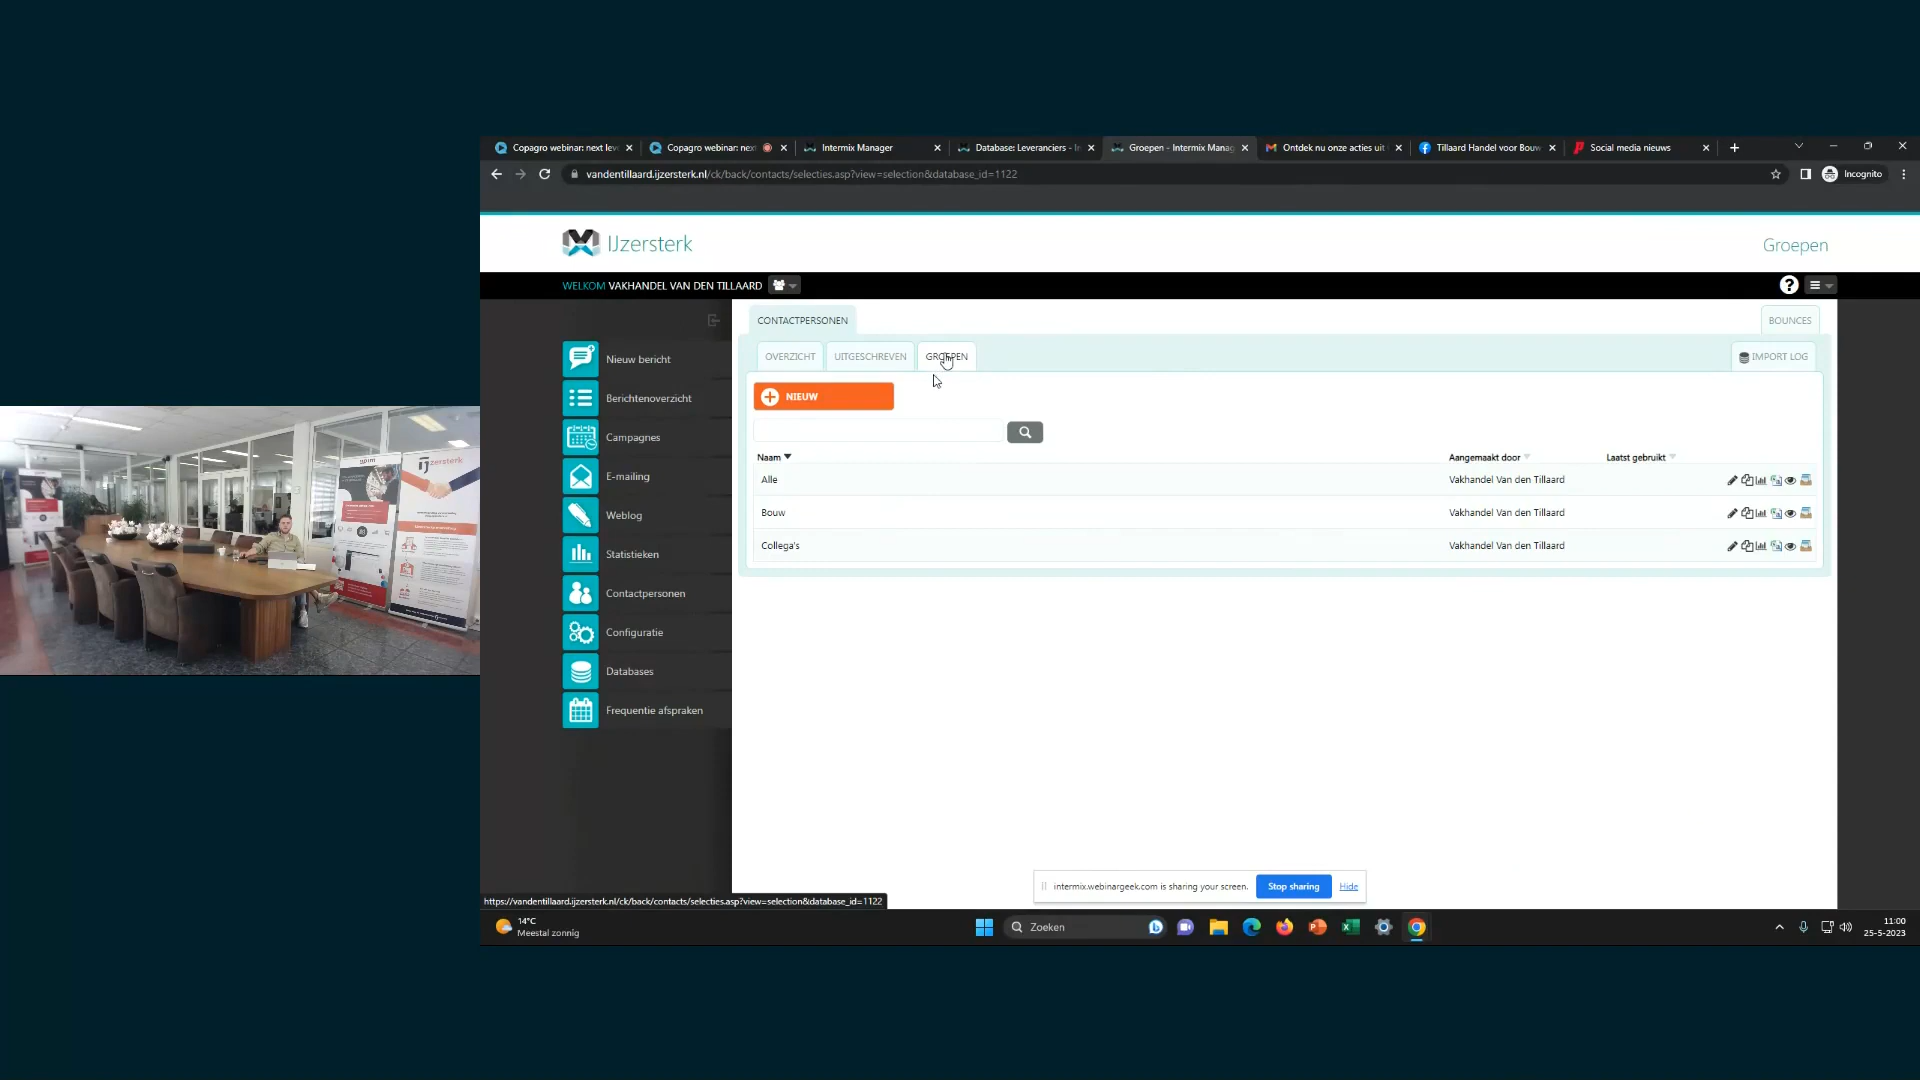 Copagro webinar: next lev
Copagro webinar: nex
Intermix Manager
Database: Leveranciers - In
Groepen - Intermix Manag
Ontdek nu onze acties uit
Tillaard Handel voor Bouw
Social media nieuws
vandentillaard.ijzersterk.nl/ck/back/contacts/selecties.asp?view=selection&database_id=1122
Incognito
IJzersterk
Groepen
WELKOM VAKHANDEL VAN DEN TILLAARD
CONTACTPERSONEN
BOUNCES
OVERZICHT
UITGESCHREVEN
GROEPEN
IMPORT LOG
NIEUW
Naam
Aangemaakt door
Laatst gebruikt
Alle
Vakhandel Van den Tillaard
Bouw
Vakhandel Van den Tillaard
Collega's
Vakhandel Van den Tillaard
Nieuw bericht
Berichtenoverzicht
Campagnes
E-mailing
Weblog
Statistieken
Contactpersonen
Configuratie
Databases
Frequentie afspraken
ijzersterk
intermix.webinargeek.com is sharing your screen.
Stop sharing
Hide
https://vandentillaard.ijzersterk.nl/ck/back/contacts/selecties.asp?view=selection&database_id=1122
14°C
Meestal zonnig
Zoeken
11:00
25-5-2023